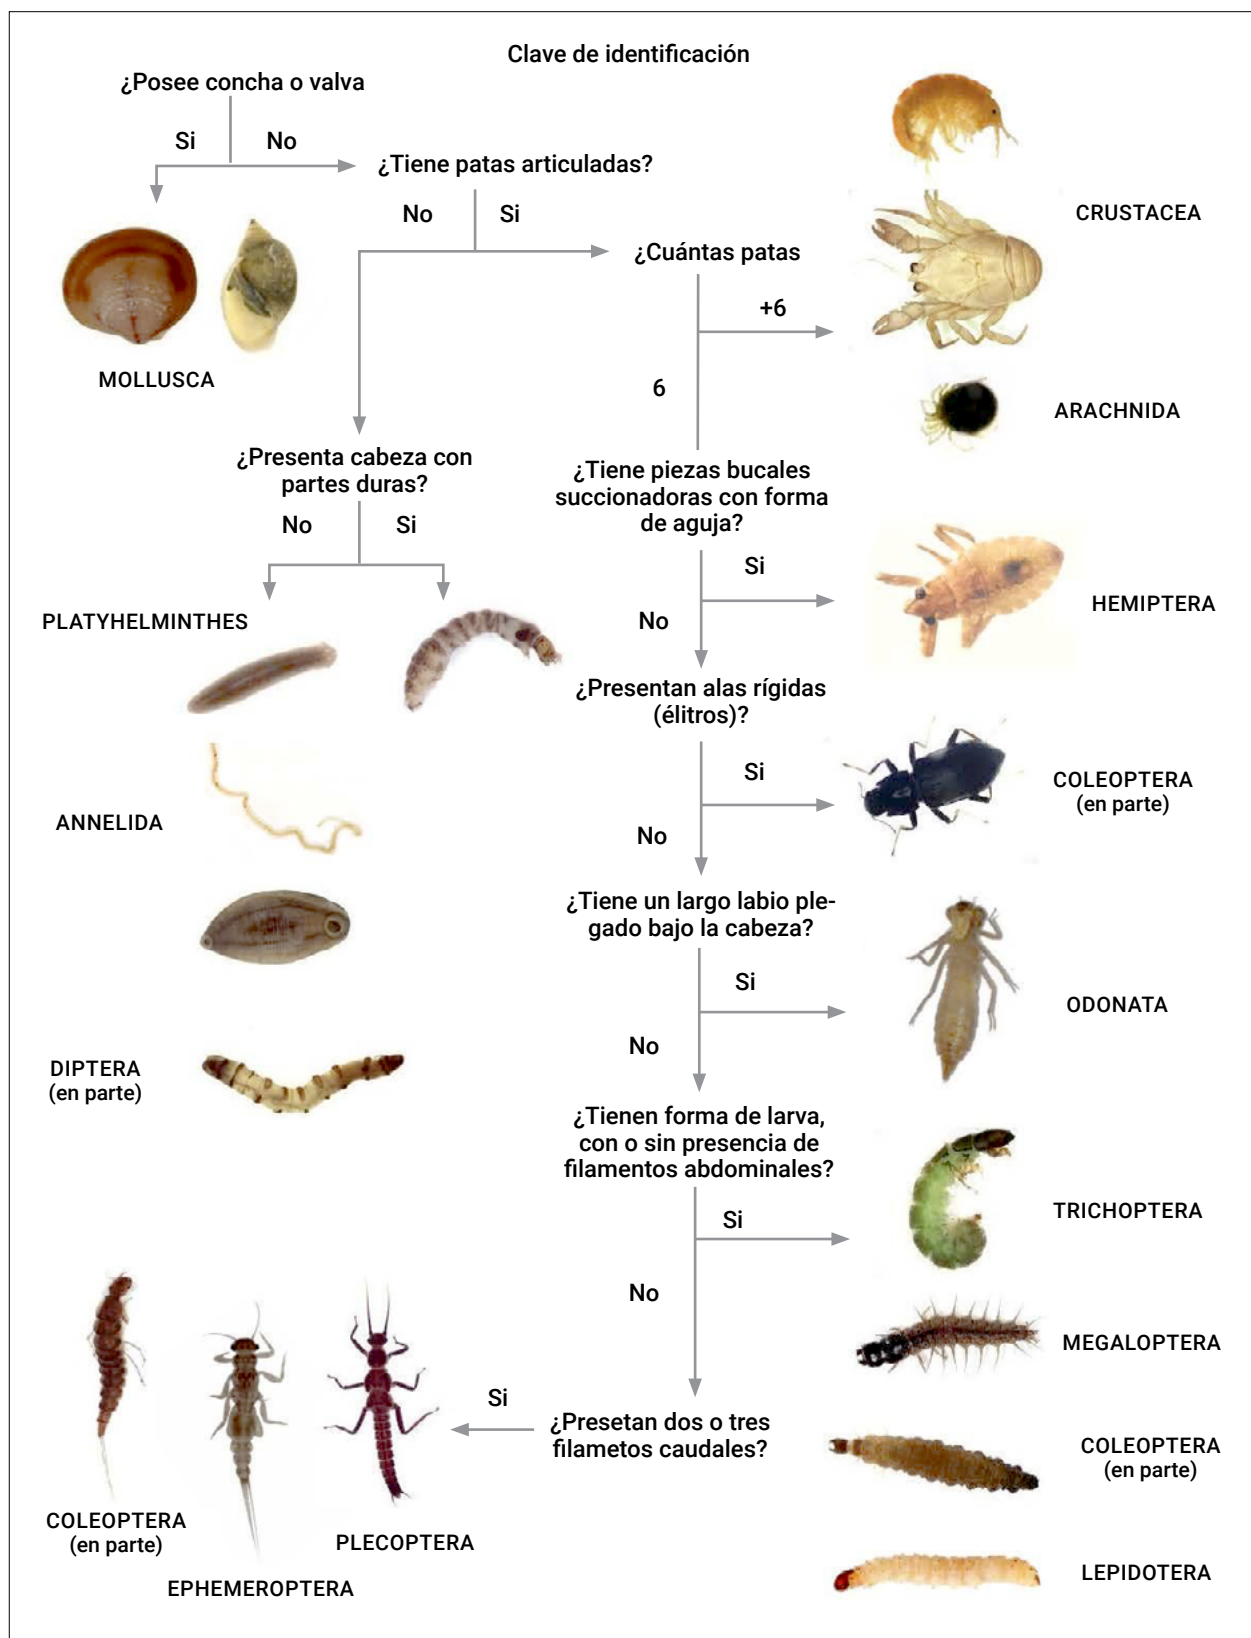 Clave de identificación
¿Posee concha o valva
Si
No
¿Tiene patas articuladas?
No
Si
MOLLUSCA
¿Cuántas patas
+6
6
CRUSTACEA
ARACHNIDA
¿Presenta cabeza con
partes duras?
No
Si
¿Tiene piezas bucales
succionadoras con forma
de aguja?
Si
No
HEMIPTERA
PLATYHELMINTHES
¿Presentan alas rígidas
(élitros)?
Si
No
COLEOPTERA
(en parte)
ANNELIDA
¿Tiene un largo labio ple-
gado bajo la cabeza?
Si
No
ODONATA
DIPTERA
(en parte)
¿Tienen forma de larva,
con o sin presencia de
filamentos abdominales?
Si
No
TRICHOPTERA
MEGALOPTERA
¿Presetan dos o tres
filametos caudales?
Si
COLEOPTERA
(en parte)
LEPIDOTERA
COLEOPTERA
(en parte)
PLECOPTERA
EPHEMEROPTERA